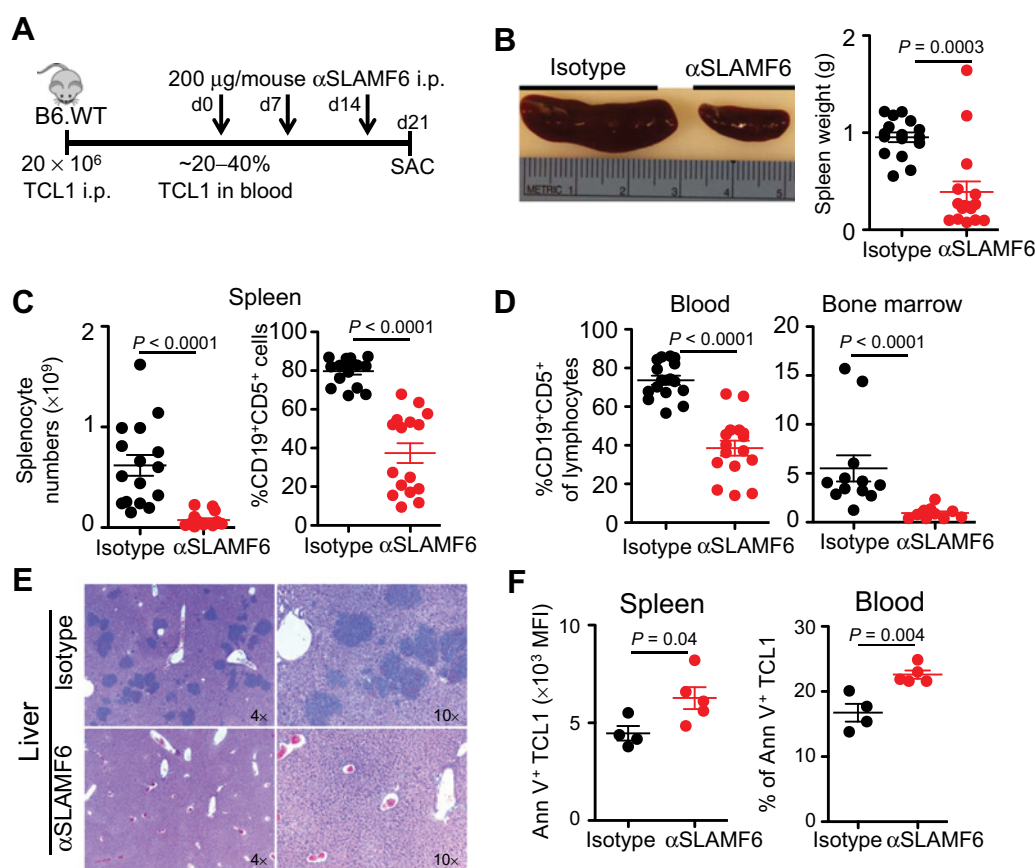 A
200 µg/mouse αSLAMF6 i.p.
d0
d7
d14
d21
B6.WT
20 × 10⁶
TCL1 i.p.
~20–40%
TCL1 in blood
SAC
B
Isotype
αSLAMF6
METRIC 1 2 3 4 5
Spleen weight (g)
P = 0.0003
2
1
0
Isotype αSLAMF6
C
Spleen
Splenocyte
numbers (×10⁹)
P < 0.0001
2
1
0
Isotype αSLAMF6
%CD19⁺CD5⁺ cells
P < 0.0001
100
80
60
40
20
0
Isotype αSLAMF6
D
Blood
%CD19⁺CD5⁺
of lymphocytes
P < 0.0001
100
80
60
40
20
0
Isotype αSLAMF6
Bone marrow
P < 0.0001
20
15
10
5
0
Isotype αSLAMF6
E
Liver
Isotype
4×
10×
αSLAMF6
4×
10×
F
Spleen
Ann V⁺ TCL1 (×10³ MFI)
P = 0.04
10
5
0
Isotype αSLAMF6
Blood
% of Ann V⁺ TCL1
P = 0.004
30
20
10
0
Isotype αSLAMF6